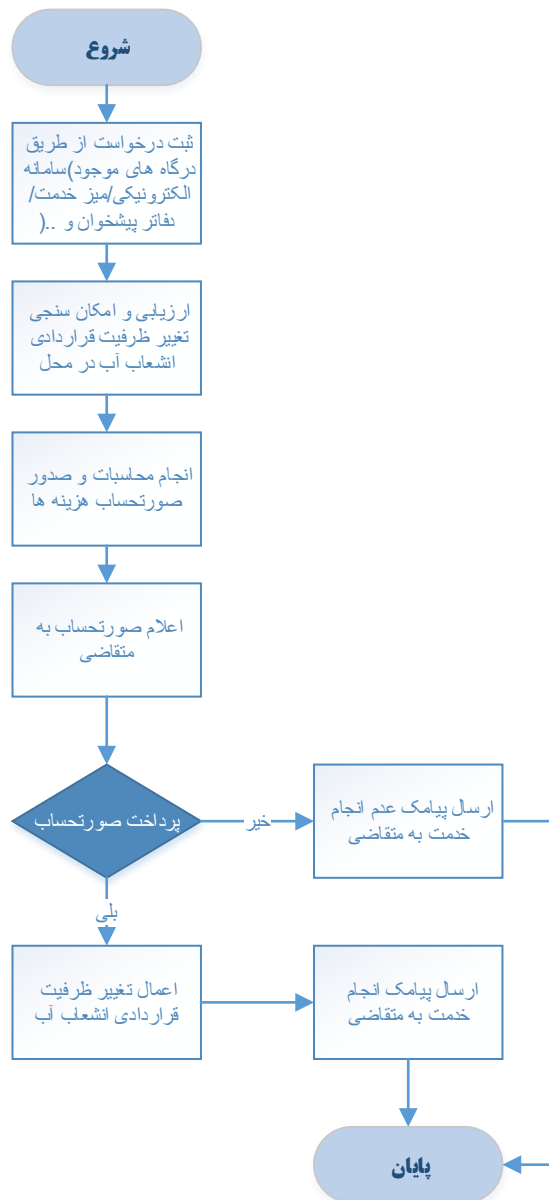 شروع
ثبت درخواست از طریق
درگاه های موجود)سامانه
الکترونیکی/میز خدمت/
دفاتر پیشخوان و ..(
ارزیابی و امکان سنجی
تغییر ظرفیت قراردادی
انشعاب آب در محل
انجام محاسبات و صدور
صورتحساب هزینه ها
اعلام صورتحساب به
متقاضی
پرداخت صورتحساب
خیر
ارسال پیامک عدم انجام
خدمت به متقاضی
بلی
اعمال تغییر ظرفیت
قراردادی انشعاب آب
ارسال پیامک انجام
خدمت به متقاضی
پایان